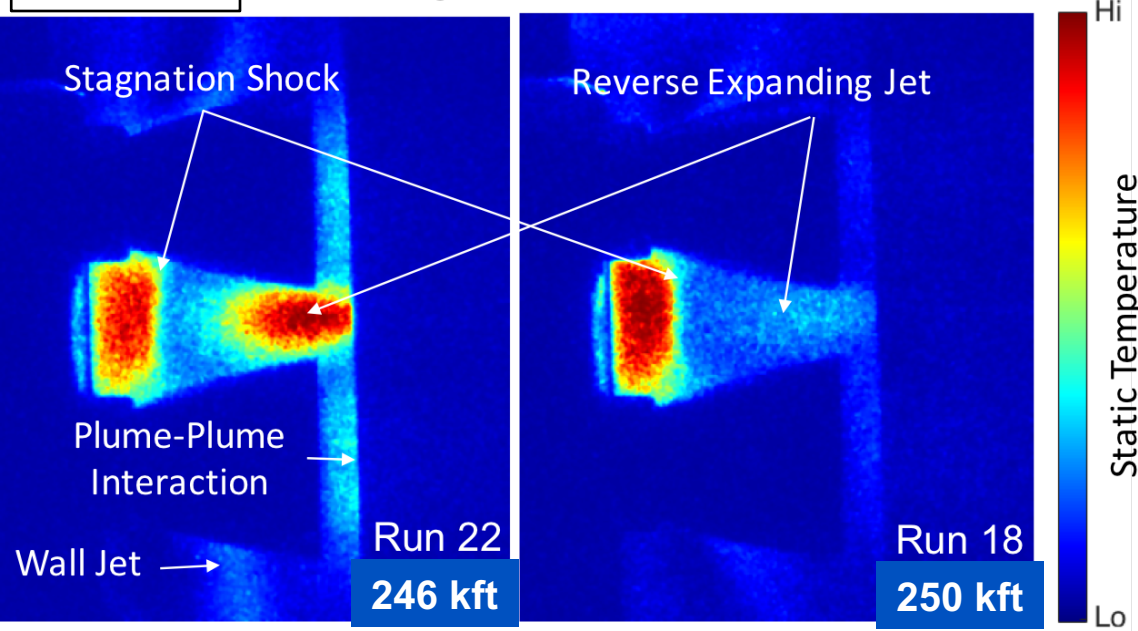 Hi
Stagnation Shock
Reverse Expanding Jet
Static Temperature
Plume-Plume
Interaction
Wall Jet
Run 22
246 kft
Run 18
250 kft
Lo